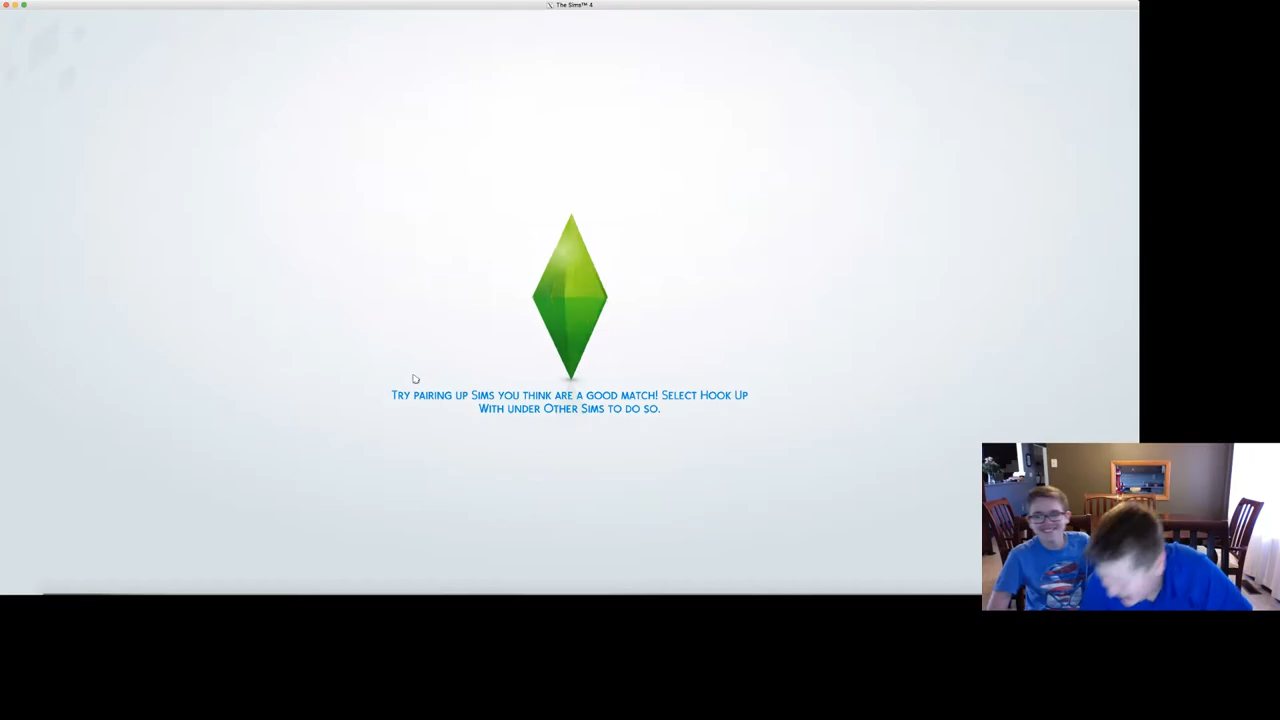 The Sims™ 4
TRY PAIRING UP SIMS YOU THINK ARE A GOOD MATCH! SELECT HOOK UP
WITH UNDER OTHER SIMS TO DO SO.